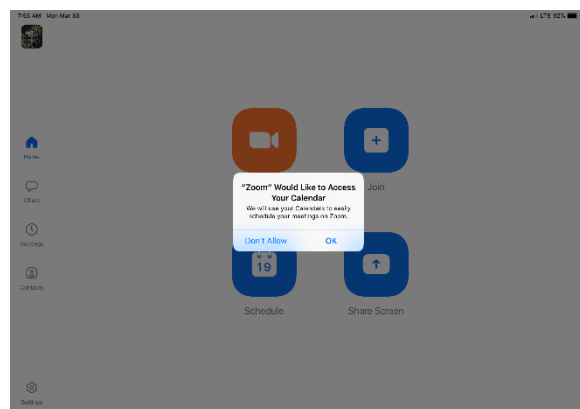 7:53 AM Mon Mar 30
LTE 92%
Home
Chats
Meetings
Contacts
Settings
Join
"Zoom" Would Like to Access
Your Calendar
We will use your Calendars to easily
schedule your meetings on Zoom.
Don't Allow
OK
19
Schedule
Share Screen